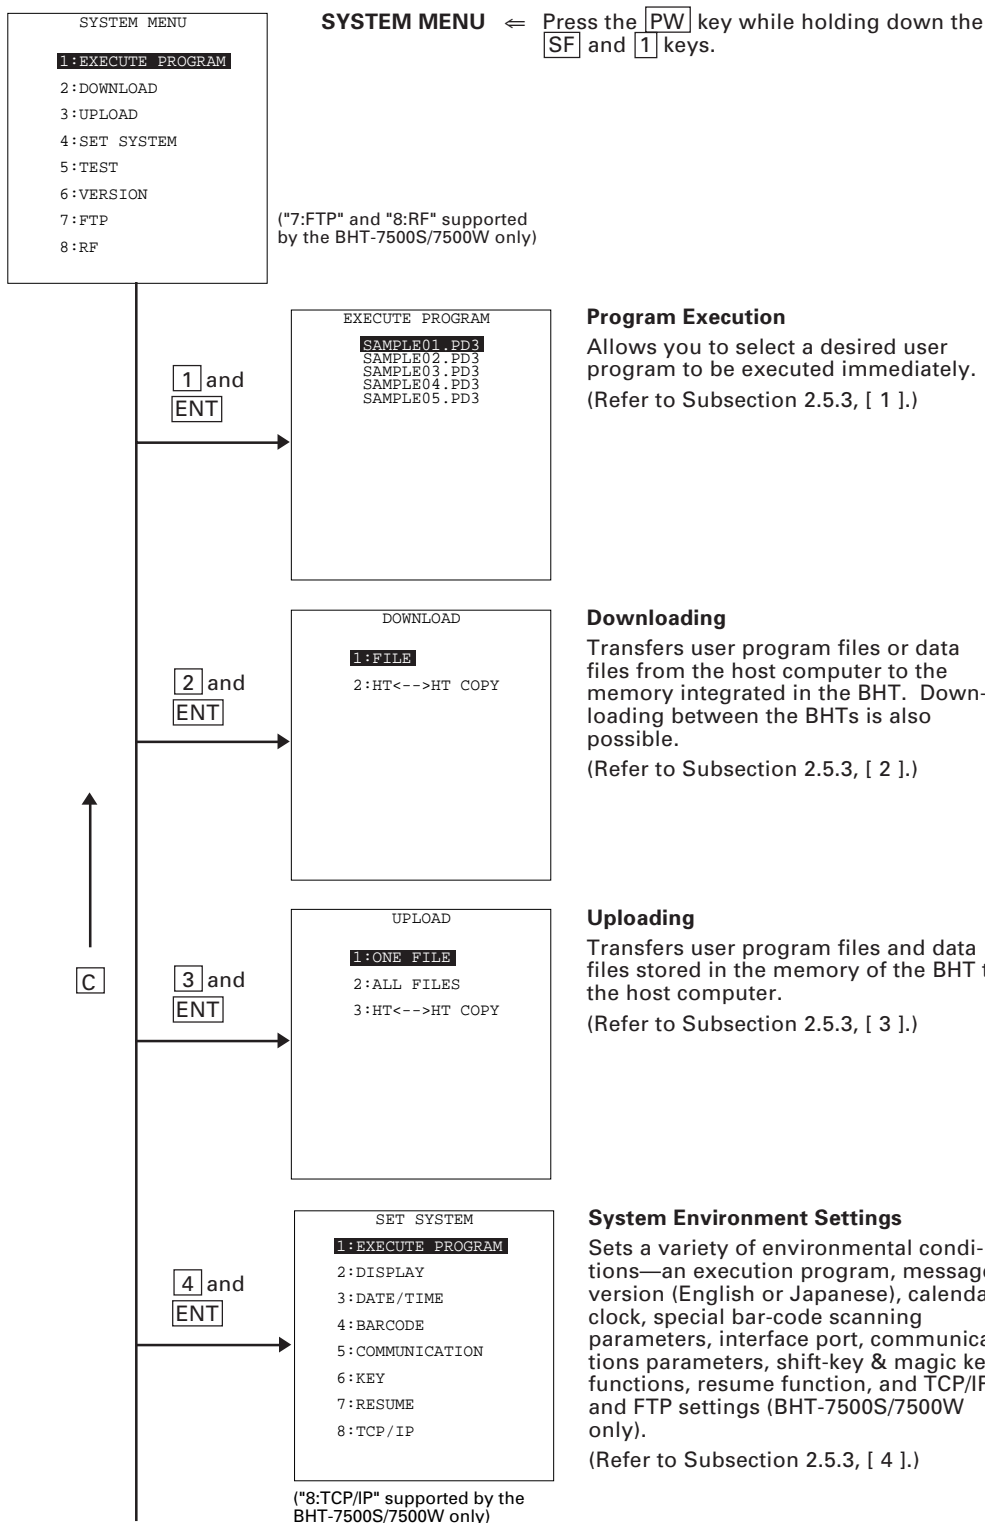 SYSTEM MENU
1:EXECUTE PROGRAM
2:DOWNLOAD
3:UPLOAD
4:SET SYSTEM
5:TEST
6:VERSION
7:FTP
8:RF
SYSTEM MENU ⇐ Press the PW key while holding down the
SF and 1 keys.
("7:FTP" and "8:RF" supported
by the BHT-7500S/7500W only)
1 and
ENT
EXECUTE PROGRAM
SAMPLE01.PD3
SAMPLE02.PD3
SAMPLE03.PD3
SAMPLE04.PD3
SAMPLE05.PD3
Program Execution
Allows you to select a desired user
program to be executed immediately.
(Refer to Subsection 2.5.3, [ 1 ].)
2 and
ENT
DOWNLOAD
1:FILE
2:HT<-->HT COPY
Downloading
Transfers user program files or data
files from the host computer to the
memory integrated in the BHT. Down-
loading between the BHTs is also
possible.
(Refer to Subsection 2.5.3, [ 2 ].)
C
3 and
ENT
UPLOAD
1:ONE FILE
2:ALL FILES
3:HT<-->HT COPY
Uploading
Transfers user program files and data
files stored in the memory of the BHT
the host computer.
(Refer to Subsection 2.5.3, [ 3 ].)
4 and
ENT
SET SYSTEM
1:EXECUTE PROGRAM
2:DISPLAY
3:DATE/TIME
4:BARCODE
5:COMMUNICATION
6:KEY
7:RESUME
8:TCP/IP
("8:TCP/IP" supported by the
BHT-7500S/7500W only)
System Environment Settings
Sets a variety of environmental condi-
tions—an execution program, message
version (English or Japanese), calenda
clock, special bar-code scanning
parameters, interface port, communica
tions parameters, shift-key & magic ke
functions, resume function, and TCP/IP
and FTP settings (BHT-7500S/7500W
only).
(Refer to Subsection 2.5.3, [ 4 ].)